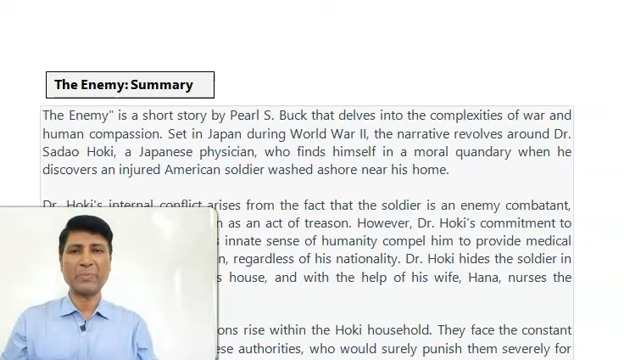 The Enemy: Summary
The Enemy" is a short story by Pearl S. Buck that delves into the complexities of war and
human compassion. Set in Japan during World War II, the narrative revolves around Dr.
Sadao Hoki, a Japanese physician, who finds himself in a moral quandary when he
discovers an injured American soldier washed ashore near his home.
Dr. Hoki's internal conflict arises from the fact that the soldier is an enemy combatant,
as an act of treason. However, Dr. Hoki's commitment to
innate sense of humanity compel him to provide medical
regardless of his nationality. Dr. Hoki hides the soldier in
house, and with the help of his wife, Hana, nurses the
rise within the Hoki household. They face the constant
authorities, who would surely punish them severely for